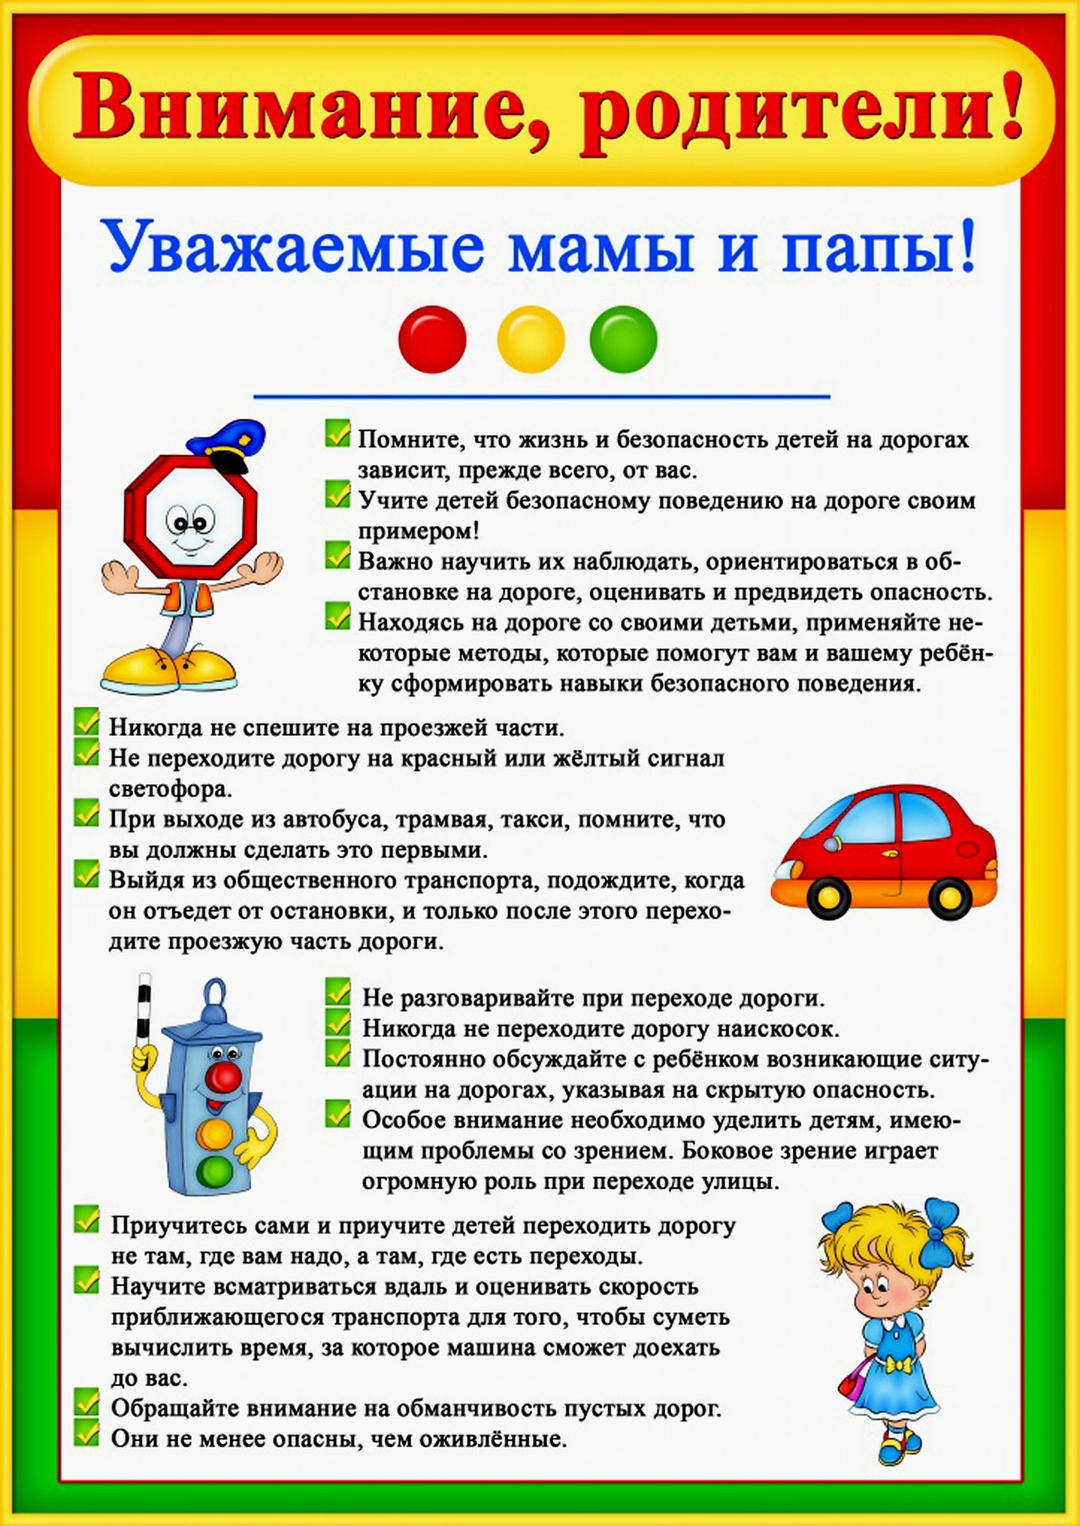 Внимание, родители!
Уважаемые мамы и папы!
Помните, что жизнь и безопасность детей на дорогах
зависит, прежде всего, от вас.
Учите детей безопасному поведению на дороге своим
примером!
Важно научить их наблюдать, ориентироваться в об-
становке на дороге, оценивать и предвидеть опасность.
Находясь на дороге со своими детьми, применяйте не-
которые методы, которые помогут вам и вашему ребён-
ку сформировать навыки безопасного поведения.
Никогда не спешите на проезжей части.
Не переходите дорогу на красный или жёлтый сигнал
светофора.
При выходе из автобуса, трамвая, такси, помните, что
вы должны сделать это первыми.
Выйдя из общественного транспорта, подождите, когда
он отъедет от остановки, и только после этого перехо-
дите проезжую часть дороги.
Не разговаривайте при переходе дороги.
Никогда не переходите дорогу наискосок.
Постоянно обсуждайте с ребёнком возникающие ситу-
ации на дорогах, указывая на скрытую опасность.
Особое внимание необходимо уделить детям, имею-
щим проблемы со зрением. Боковое зрение играет
огромную роль при переходе улицы.
Приучитесь сами и приучите детей переходить дорогу
не там, где вам надо, а там, где есть переходы.
Научите всматриваться вдаль и оценивать скорость
приближающегося транспорта для того, чтобы суметь
вычислить время, за которое машина сможет доехать
до вас.
Обращайте внимание на обманчивость пустых дорог.
Они не менее опасны, чем оживлённые.